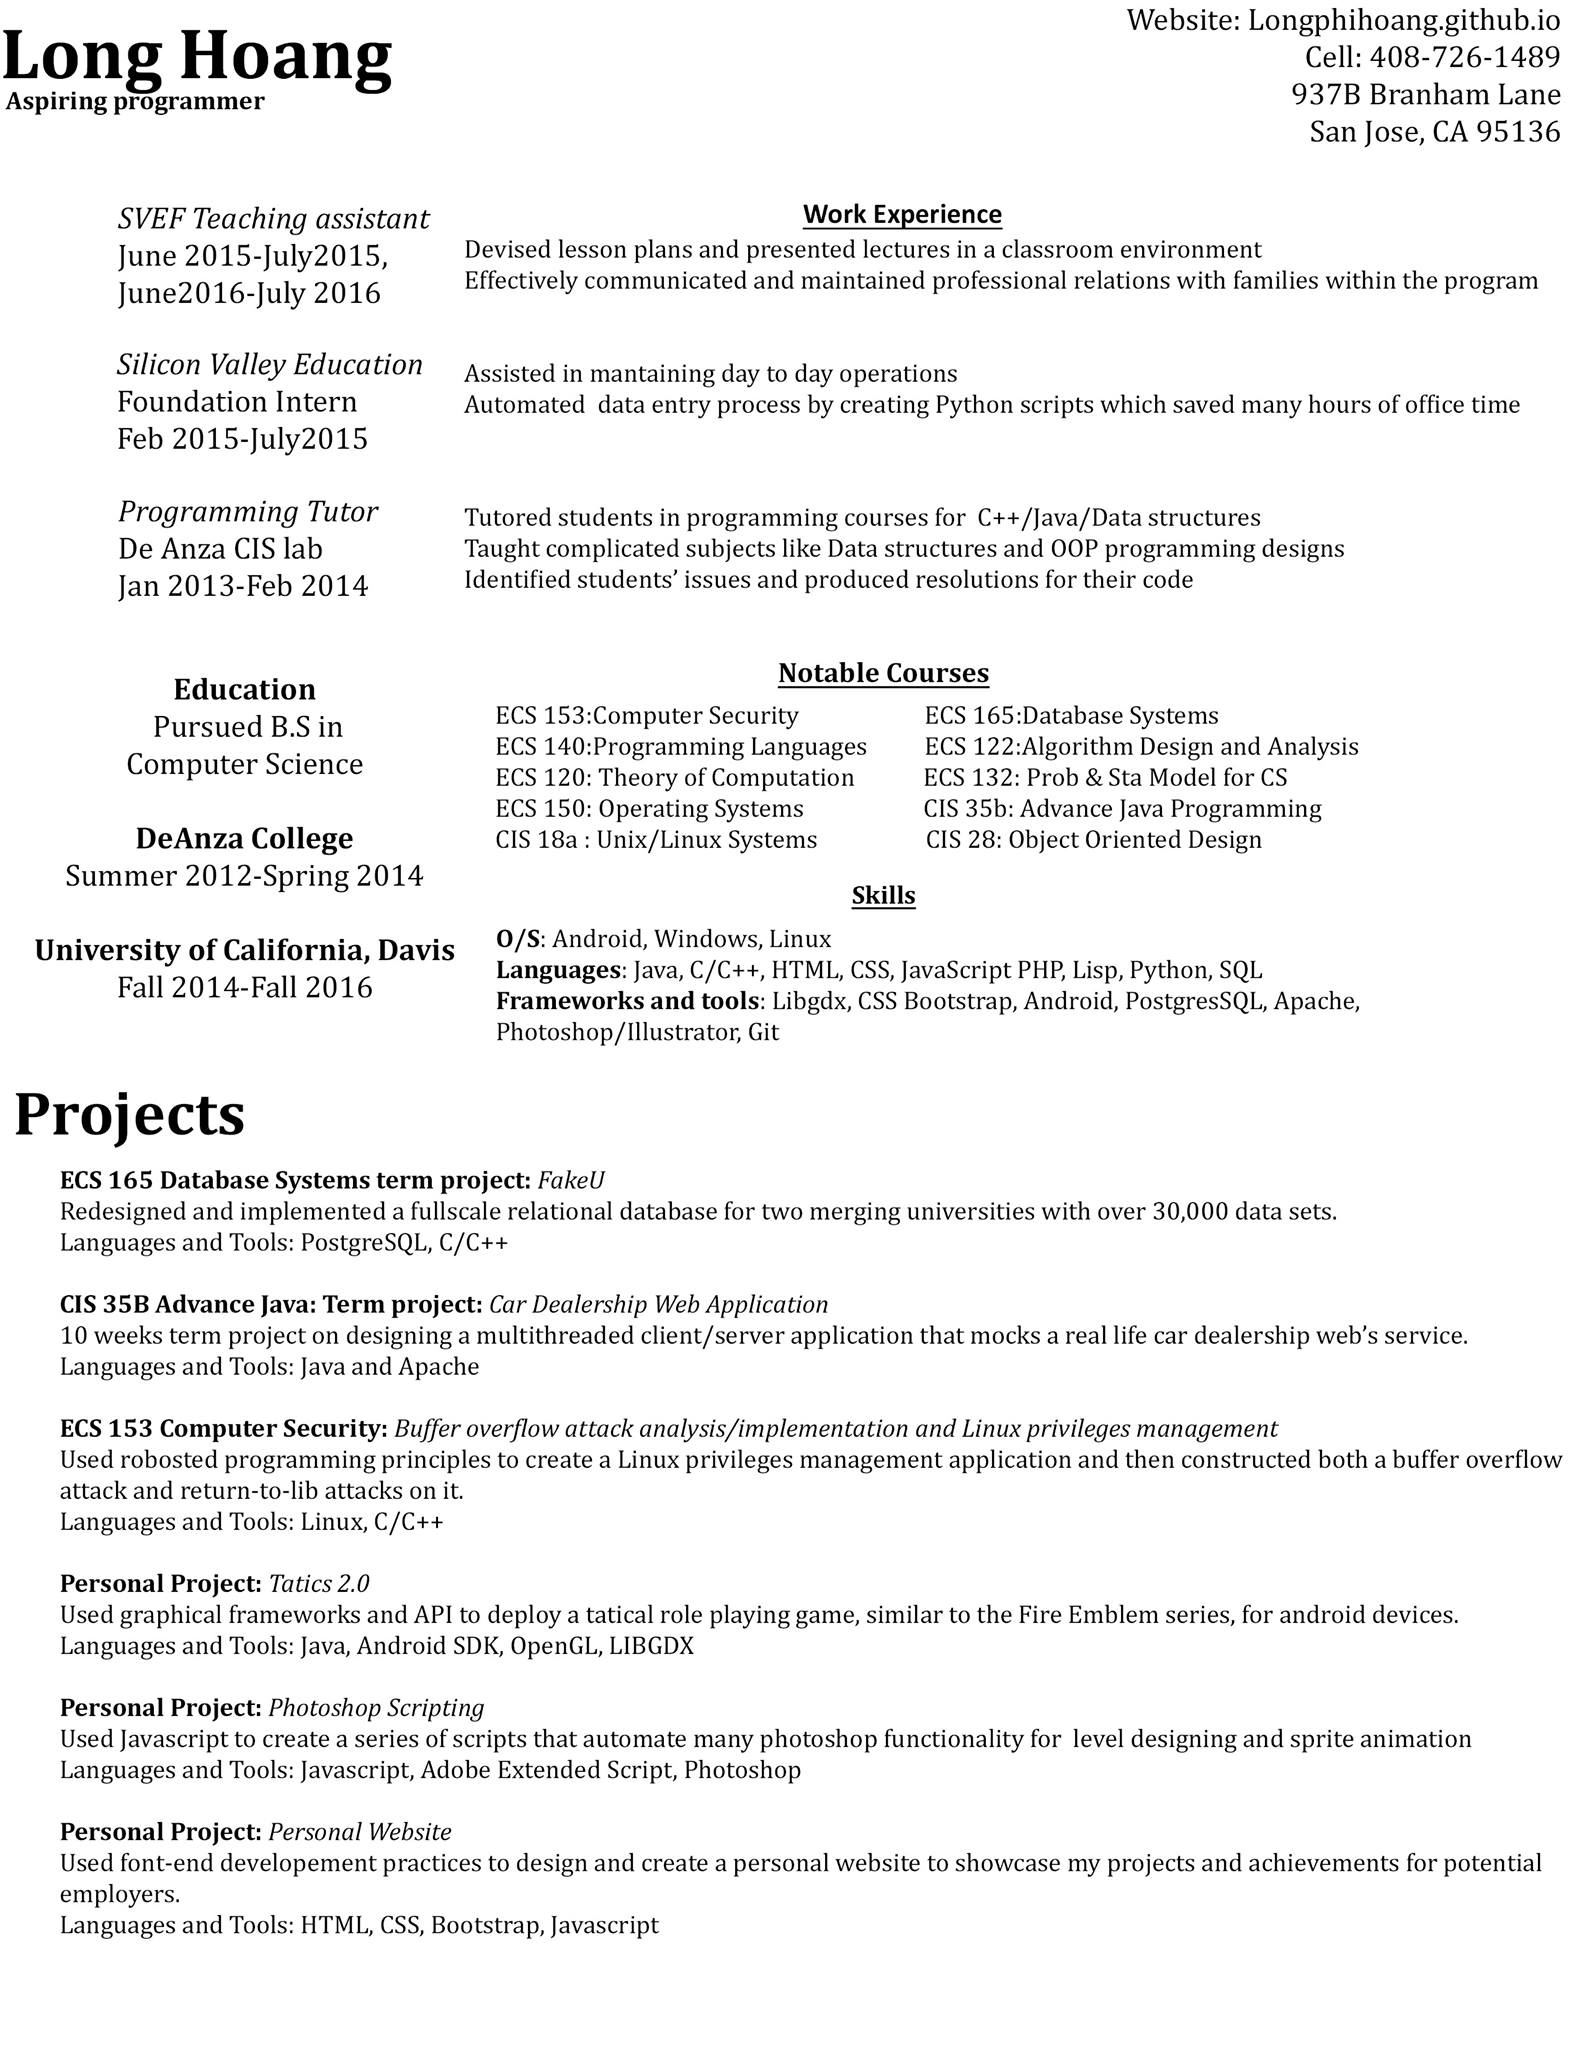 Long Hoang
Aspiring programmer
Website: Longphihoang.github.io
Cell: 408-726-1489
937B Branham Lane
San Jose, CA 95136
SVEF Teaching assistant
June 2015-July2015,
June2016-July 2016
Work Experience
Devised lesson plans and presented lectures in a classroom environment
Effectively communicated and maintained professional relations with families within the program
Silicon Valley Education
Foundation Intern
Feb 2015-July2015
Assisted in mantaining day to day operations
Automated  data entry process by creating Python scripts which saved many hours of office time
Programming Tutor
De Anza CIS lab
Jan 2013-Feb 2014
Tutored students in programming courses for  C++/Java/Data structures
Taught complicated subjects like Data structures and OOP programming designs
Identified students’ issues and produced resolutions for their code
Education
Pursued B.S in
Computer Science
DeAnza College
Summer 2012-Spring 2014
University of California, Davis
Fall 2014-Fall 2016
Notable Courses
ECS 153:Computer Security
ECS 140:Programming Languages
ECS 120: Theory of Computation
ECS 150: Operating Systems
CIS 18a : Unix/Linux Systems
ECS 165:Database Systems
ECS 122:Algorithm Design and Analysis
ECS 132: Prob & Sta Model for CS
CIS 35b: Advance Java Programming
CIS 28: Object Oriented Design
Skills
O/S: Android, Windows, Linux
Languages: Java, C/C++, HTML, CSS, JavaScript PHP, Lisp, Python, SQL
Frameworks and tools: Libgdx, CSS Bootstrap, Android, PostgresSQL, Apache,
Photoshop/Illustrator, Git
Projects
ECS 165 Database Systems term project: FakeU
Redesigned and implemented a fullscale relational database for two merging universities with over 30,000 data sets.
Languages and Tools: PostgreSQL, C/C++
CIS 35B Advance Java: Term project: Car Dealership Web Application
10 weeks term project on designing a multithreaded client/server application that mocks a real life car dealership web’s service.
Languages and Tools: Java and Apache
ECS 153 Computer Security: Buffer overflow attack analysis/implementation and Linux privileges management
Used robosted programming principles to create a Linux privileges management application and then constructed both a buffer overflow
attack and return-to-lib attacks on it.
Languages and Tools: Linux, C/C++
Personal Project: Tatics 2.0
Used graphical frameworks and API to deploy a tatical role playing game, similar to the Fire Emblem series, for android devices.
Languages and Tools: Java, Android SDK, OpenGL, LIBGDX
Personal Project: Photoshop Scripting
Used Javascript to create a series of scripts that automate many photoshop functionality for  level designing and sprite animation
Languages and Tools: Javascript, Adobe Extended Script, Photoshop
Personal Project: Personal Website
Used font-end developement practices to design and create a personal website to showcase my projects and achievements for potential
employers.
Languages and Tools: HTML, CSS, Bootstrap, Javascript